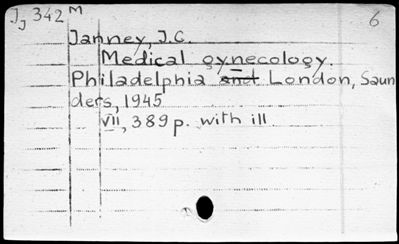 Jj 342 M 6
Janney, J.C.
Medical gynecology.
Philadelphia and London, Saun
ders, 1945
VII, 389 p. with ill.